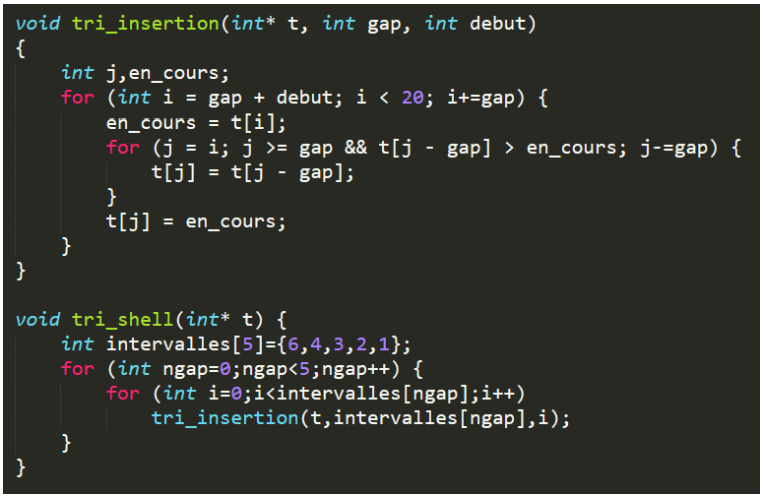 void tri_insertion(int* t, int gap, int debut)
{
    int j,en_cours;
    for (int i = gap + debut; i < 20; i+=gap) {
        en_cours = t[i];
        for (j = i; j >= gap && t[j - gap] > en_cours; j-=gap) {
            t[j] = t[j - gap];
        }
        t[j] = en_cours;
    }
}

void tri_shell(int* t) {
    int intervalles[5]={6,4,3,2,1};
    for (int ngap=0;ngap<5;ngap++) {
        for (int i=0;i<intervalles[ngap];i++)
            tri_insertion(t,intervalles[ngap],i);
    }
}